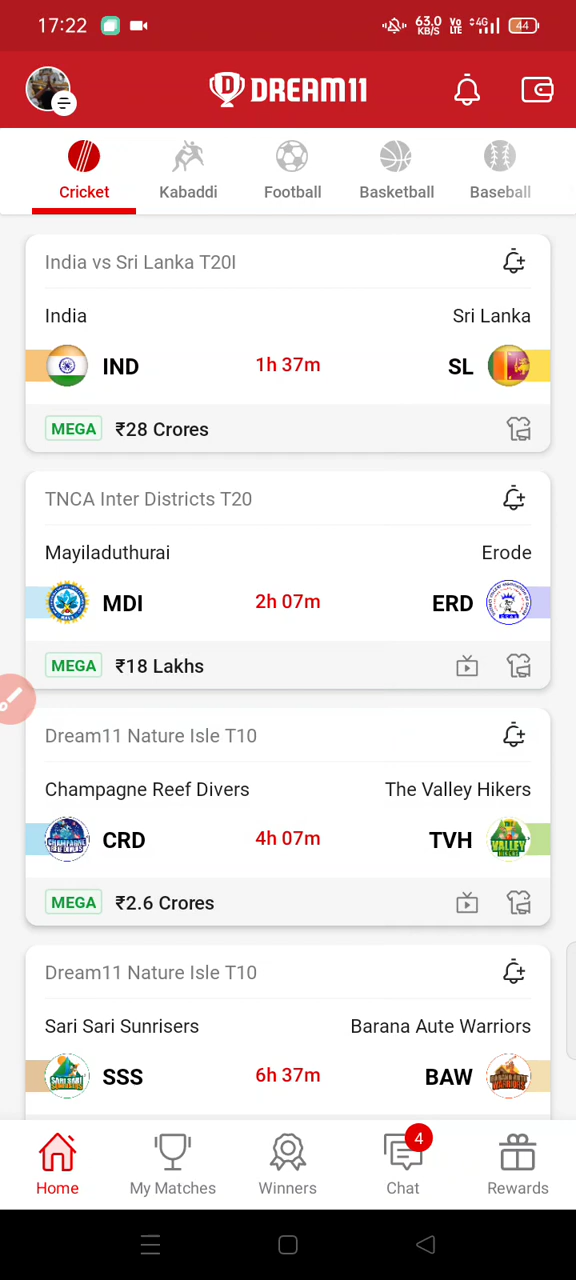 17:22 63.0 KB/S Vo LTE 4G 44
DREAM11
Cricket Kabaddi Football Basketball Baseball
India vs Sri Lanka T20I
India Sri Lanka
IND 1h 37m SL
MEGA ₹28 Crores
TNCA Inter Districts T20
Mayiladuthurai Erode
MDI 2h 07m ERD
MEGA ₹18 Lakhs
Dream11 Nature Isle T10
Champagne Reef Divers The Valley Hikers
CRD 4h 07m TVH
MEGA ₹2.6 Crores
Dream11 Nature Isle T10
Sari Sari Sunrisers Barana Aute Warriors
SSS 6h 37m BAW
4
Home My Matches Winners Chat Rewards